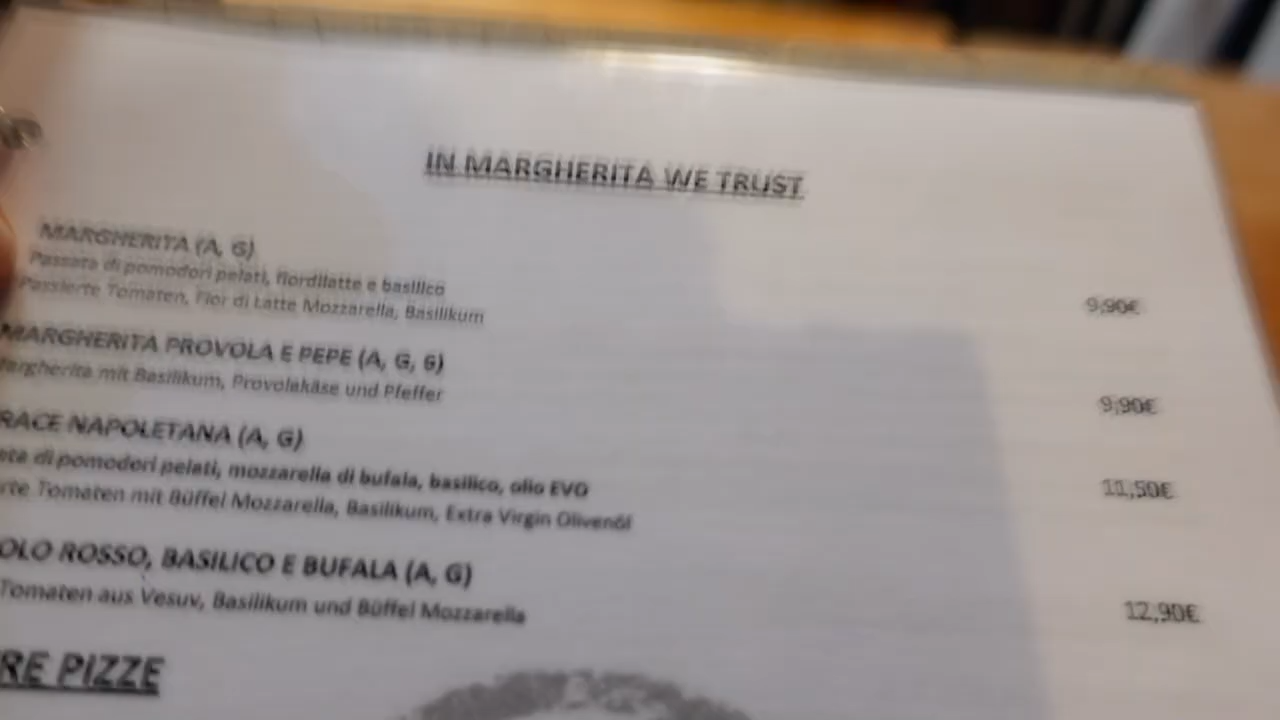 IN MARGHERITA WE TRUST
MARGHERITA (A, G)
Passata di pomodori pelati, fiordilatte e basilico
Passierte Tomaten, Fior di Latte Mozzarella, Basilikum
9,90€
MARGHERITA PROVOLA E PEPE (A, G, G)
Margherita mit Basilikum, Provolakäse und Pfeffer
9,90€
RACE NAPOLETANA (A, G)
di pomodori pelati, mozzarella di bufala, basilico, olio EVO
Tomaten mit Büffel Mozzarella, Basilikum, Extra Virgin Olivenöl
11,50€
ROSSO, BASILICO E BUFALA (A, G)
Tomaten aus Vesuv, Basilikum und Büffel Mozzarella
12,90€
PIZZE